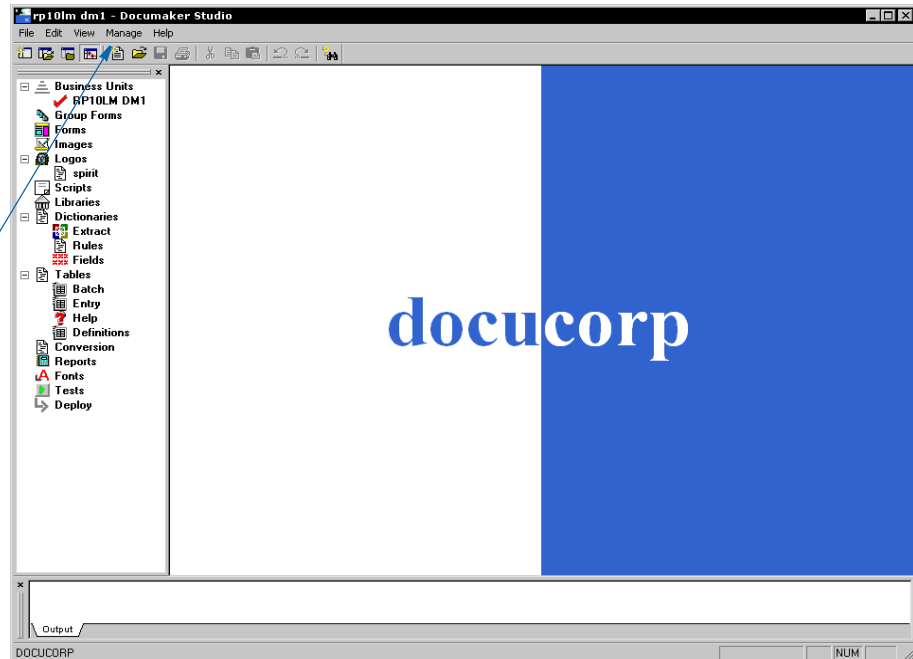 rp10lm dm1 - Documaker Studio
File Edit View Manage Help
Business Units
RP10LM DM1
Group Forms
Forms
Images
Logos
spirit
Scripts
Libraries
Dictionaries
Extract
Rules
Fields
Tables
Batch
Entry
Help
Definitions
Conversion
Reports
Fonts
Tests
Deploy
docucorp
Output
DOCUCORP NUM